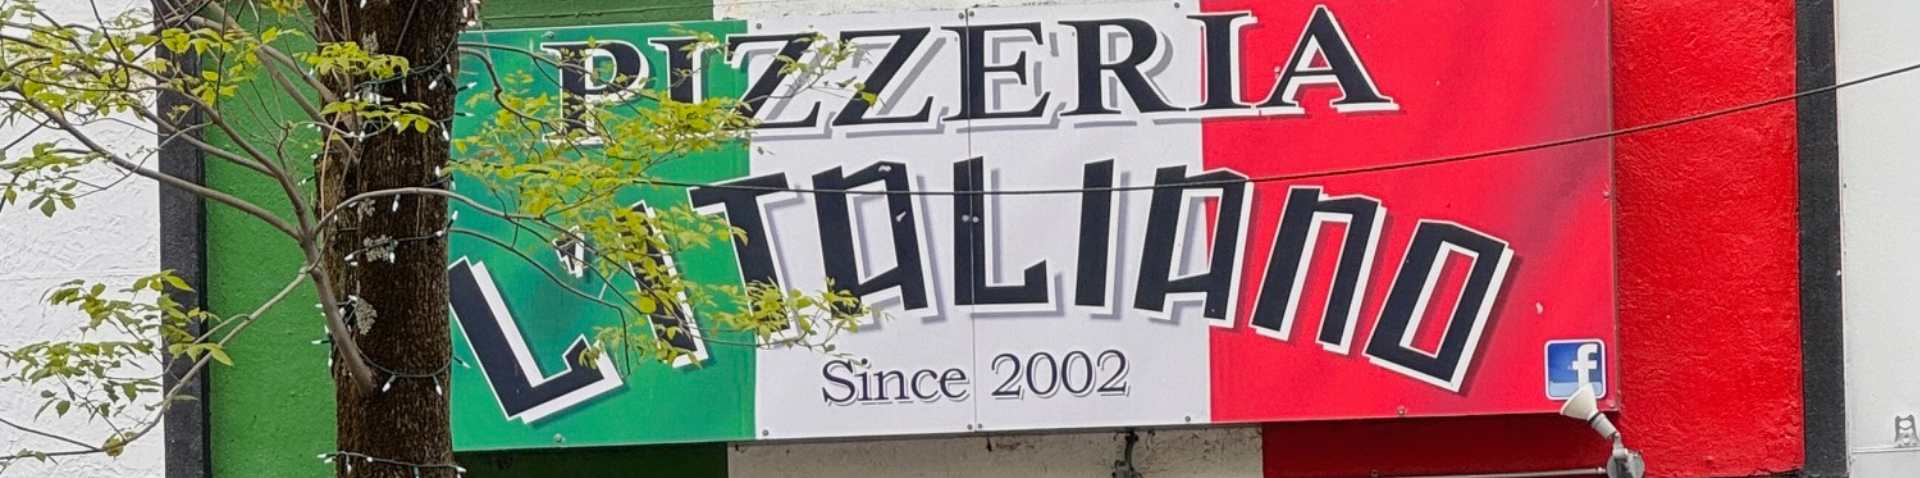 PIZZERIA
L'ITALIANO
Since 2002
f